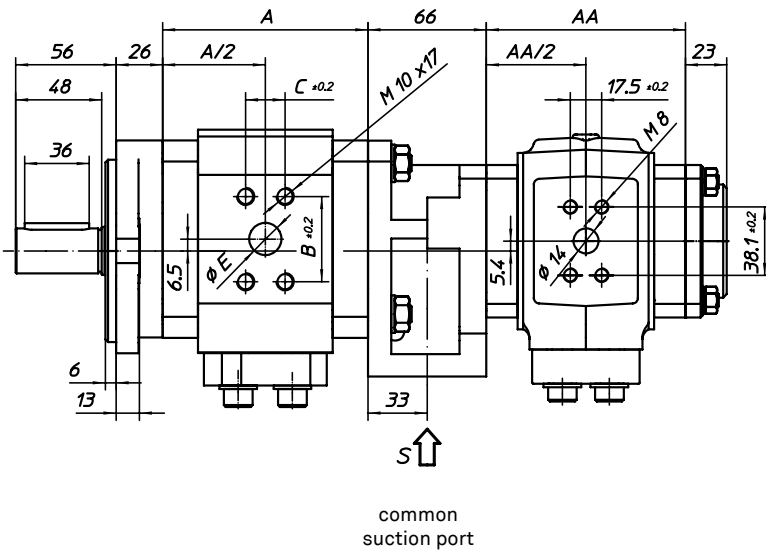 A
66
AA
56
26
A/2
AA/2
23
48
C ±0.2
M 10 x17
17.5 ±0.2
36
M 8
B ±0.2
6.5
Ø E
5.4
Ø 14
38.1 ±0.2
6
13
33
S
common
suction port